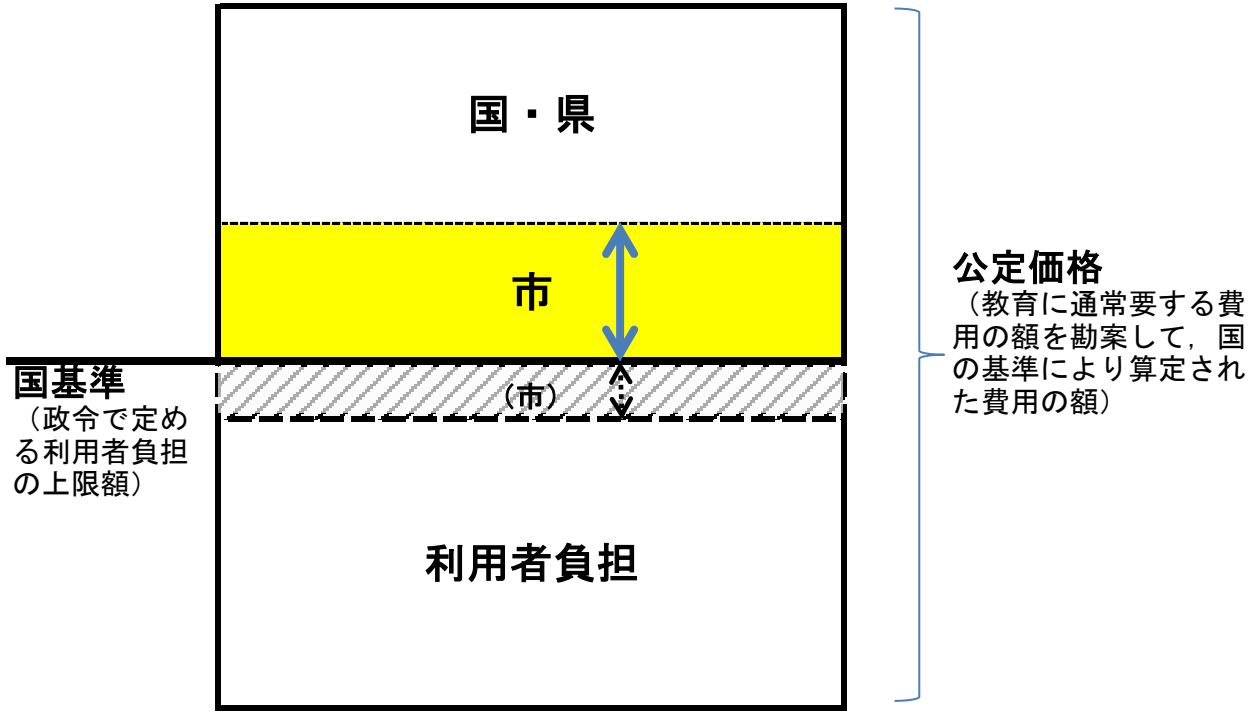 国・県
市
国基準
（政令で定め
る利用者負担
の上限額）
（市）
利用者負担
公定価格
（教育に通常要する費
用の額を勘案して，国
の基準により算定され
た費用の額）